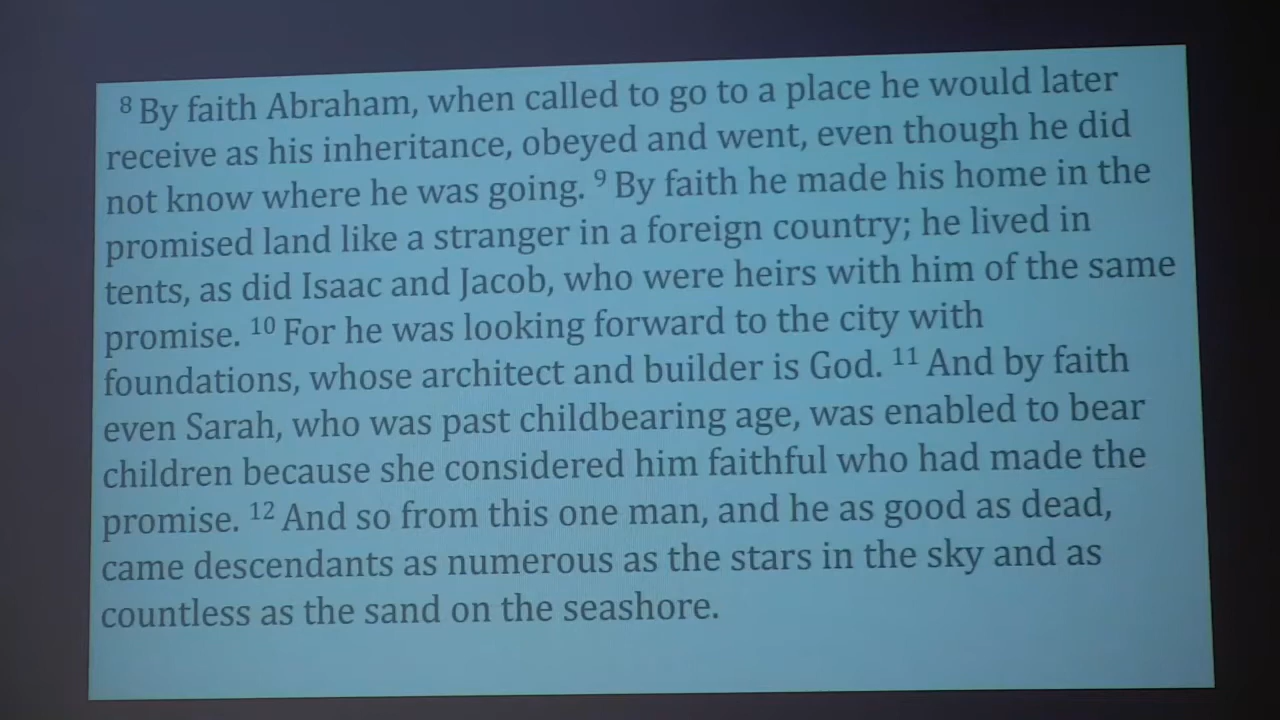 8 By faith Abraham, when called to go to a place he would later
receive as his inheritance, obeyed and went, even though he did
not know where he was going. 9 By faith he made his home in the
promised land like a stranger in a foreign country; he lived in
tents, as did Isaac and Jacob, who were heirs with him of the same
promise. 10 For he was looking forward to the city with
foundations, whose architect and builder is God. 11 And by faith
even Sarah, who was past childbearing age, was enabled to bear
children because she considered him faithful who had made the
promise. 12 And so from this one man, and he as good as dead,
came descendants as numerous as the stars in the sky and as
countless as the sand on the seashore.